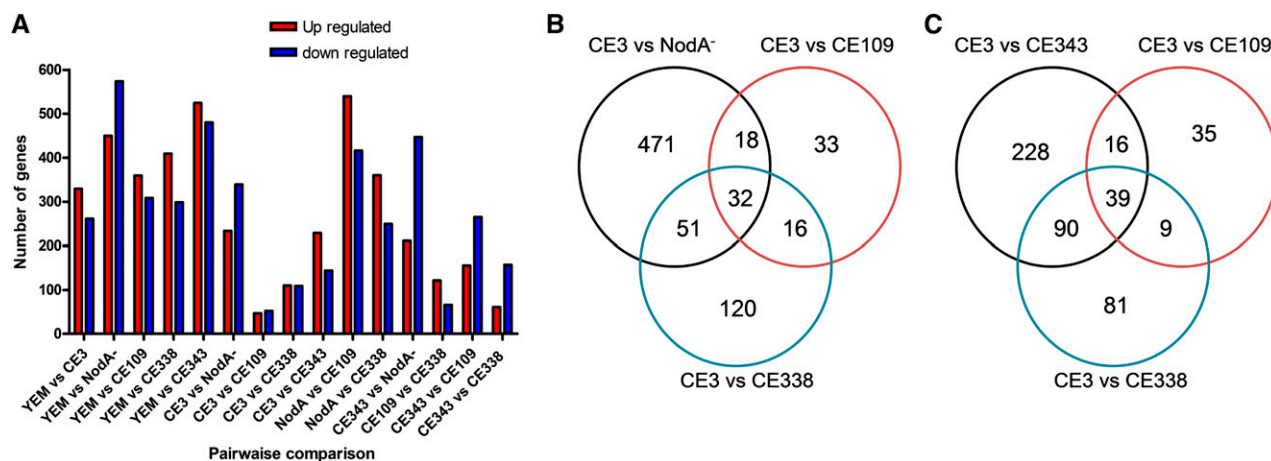 A
Up regulated
down regulated
600
500
400
300
200
100
0
Number of genes
YEM vs CE3
YEM vs NodA-
YEM vs CE109
YEM vs CE338
YEM vs CE343
CE3 vs NodA-
CE3 vs CE109
CE3 vs CE338
CE3 vs CE343
NodA vs CE109
NodA vs CE338
CE343 vs NodA-
CE109 vs CE338
CE343 vs CE109
CE343 vs CE338
Pairwaise comparison
B
CE3 vs NodA-
CE3 vs CE109
471
18
33
32
51
16
120
CE3 vs CE338
C
CE3 vs CE343
CE3 vs CE109
228
16
35
39
90
9
81
CE3 vs CE338